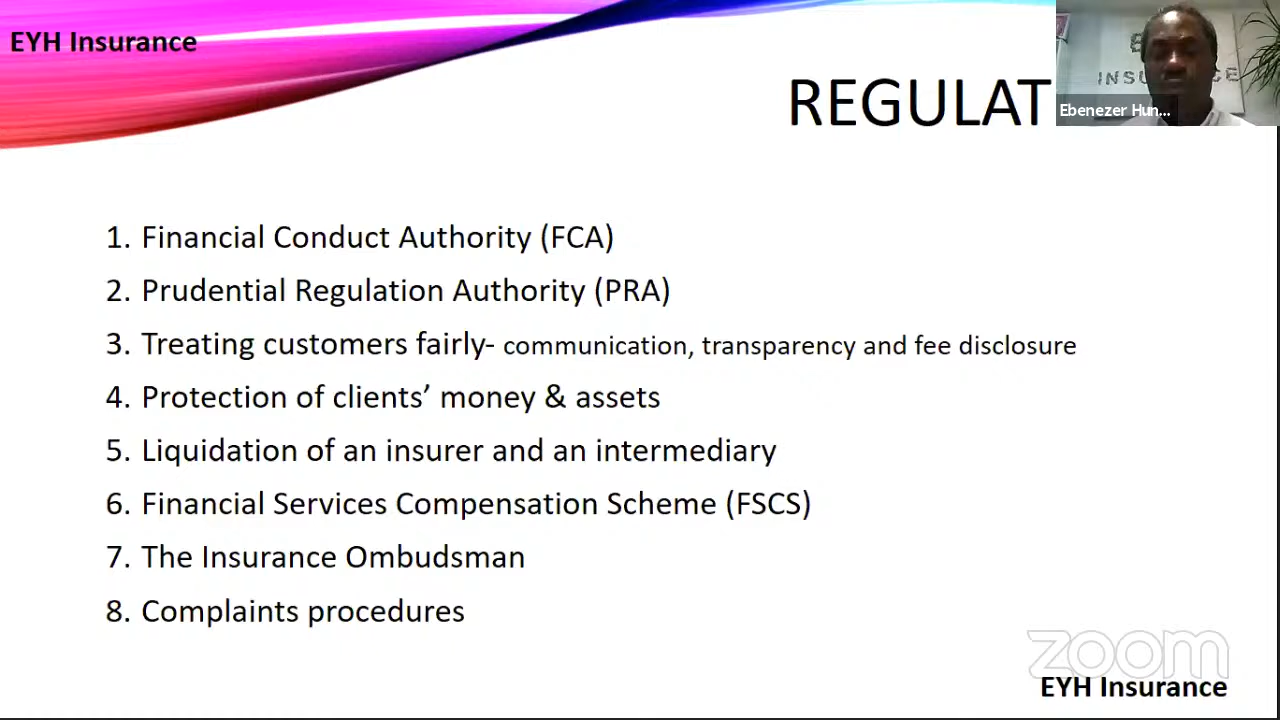 EYH Insurance
REGULAT
INSU CE
Ebenezer Hun...
1. Financial Conduct Authority (FCA)
2. Prudential Regulation Authority (PRA)
3. Treating customers fairly- communication, transparency and fee disclosure
4. Protection of clients’ money & assets
5. Liquidation of an insurer and an intermediary
6. Financial Services Compensation Scheme (FSCS)
7. The Insurance Ombudsman
8. Complaints procedures
zoom
EYH Insurance